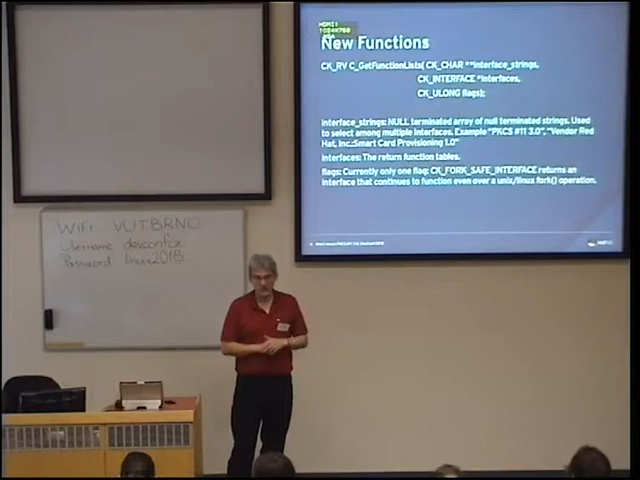 New Functions
CK_RV C_GetFunctionLists( CK_CHAR **interface_strings,
CK_INTERFACE *interfaces,
CK_ULONG flags);
interface_strings: NULL terminated array of null terminated strings. Used
to select among multiple interfaces. Example "PKCS #11 3.0", "Vendor Red
Hat, Inc.:Smart Card Provisioning 1.0"
interfaces: The return function tables.
flags: Currently only one flag: CK_FORK_SAFE_INTERFACE returns an
interface that continues to function even over a unix/linux fork() operation.
WiFi VUTBRNO
Username devconfcz
Password linux2018